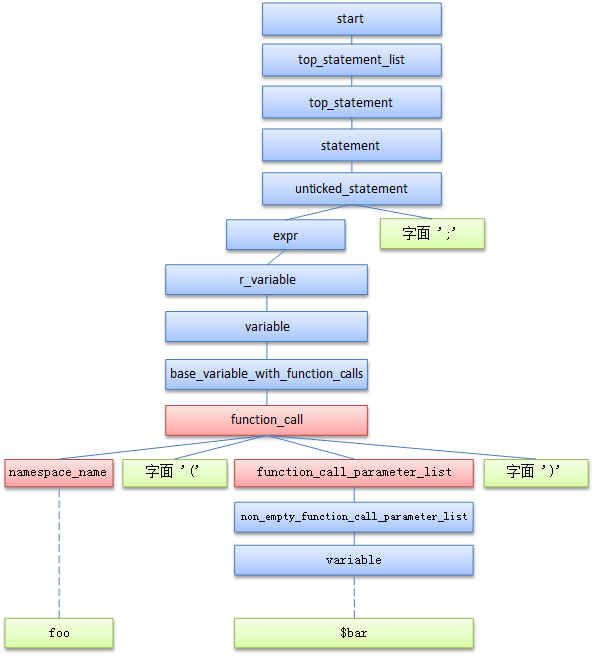 start
top_statement_list
top_statement
statement
unticked_statement
expr
字面 ';'
r_variable
variable
base_variable_with_function_calls
function_call
namespace_name
字面 '('
function_call_parameter_list
字面 ')'
non_empty_function_call_parameter_list
variable
foo
$bar